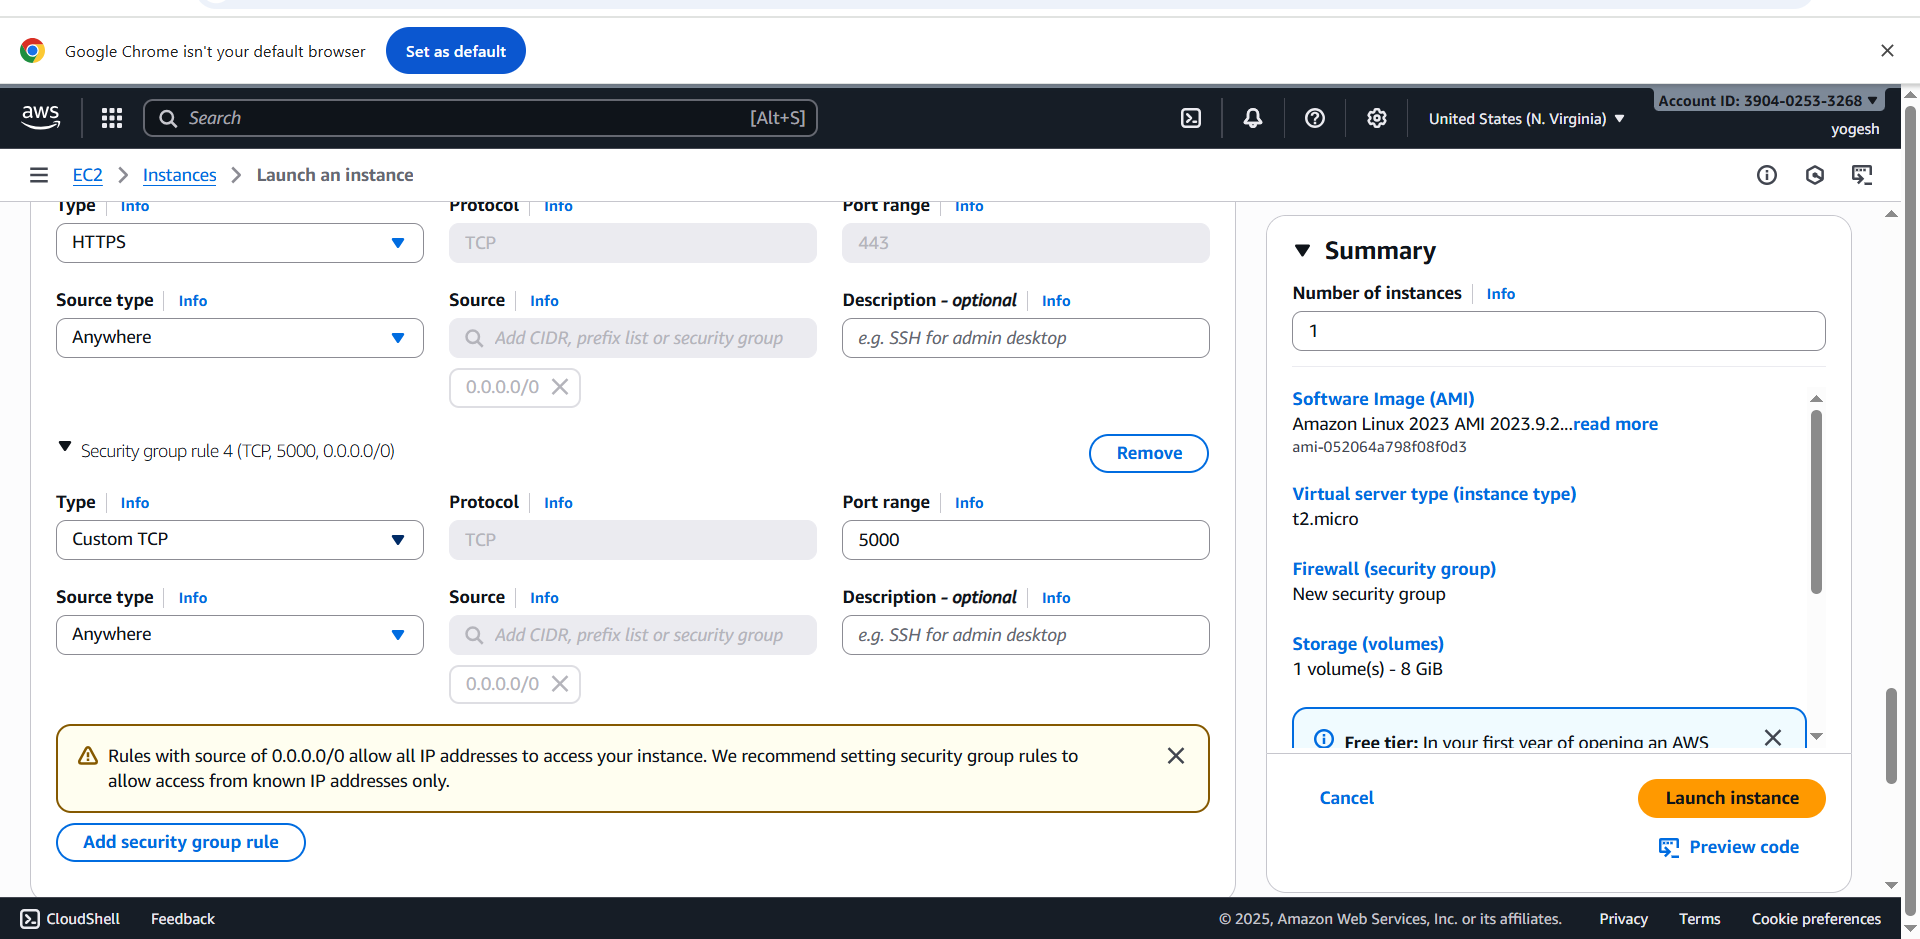 Google Chrome isn't your default browser Set as default
aws Search [Alt+S] United States (N. Virginia) Account ID: 3904-0253-3268
yogesh
EC2 Instances Launch an instance
Type Info Protocol Info Port range Info
HTTPS TCP 443
Source type Info Source Info Description - optional Info
Anywhere Add CIDR, prefix list or security group e.g. SSH for admin desktop
0.0.0.0/0
Security group rule 4 (TCP, 5000, 0.0.0.0/0) Remove
Type Info Protocol Info Port range Info
Custom TCP TCP 5000
Source type Info Source Info Description - optional Info
Anywhere Add CIDR, prefix list or security group e.g. SSH for admin desktop
0.0.0.0/0
Rules with source of 0.0.0.0/0 allow all IP addresses to access your instance. We recommend setting security group rules to
allow access from known IP addresses only.
Add security group rule
Summary
Number of instances Info
1
Software Image (AMI)
Amazon Linux 2023 AMI 2023.9.2...read more
ami-052064a798f08f0d3
Virtual server type (instance type)
t2.micro
Firewall (security group)
New security group
Storage (volumes)
1 volume(s) - 8 GiB
Free tier: In your first year of opening an AWS
Cancel Launch instance
Preview code
CloudShell Feedback © 2025, Amazon Web Services, Inc. or its affiliates. Privacy Terms Cookie preferences